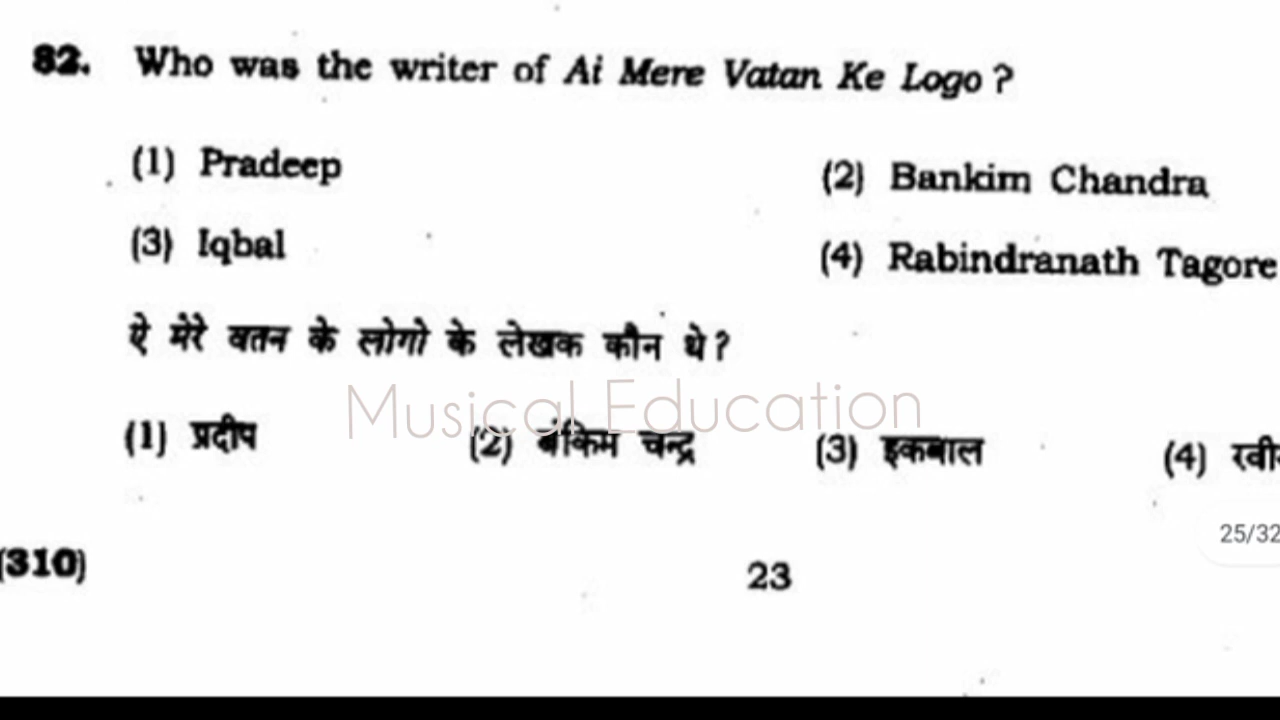 82. Who was the writer of Ai Mere Vatan Ke Logo ?
(1) Pradeep (2) Bankim Chandra
(3) Iqbal (4) Rabindranath Tagore
ऐ मेरे वतन के लोगो के लेखक कौन थे?
Musical Education
(1) प्रदीप (2) बंकिम चन्द्र (3) इकबाल (4)
25/32
(310) 23